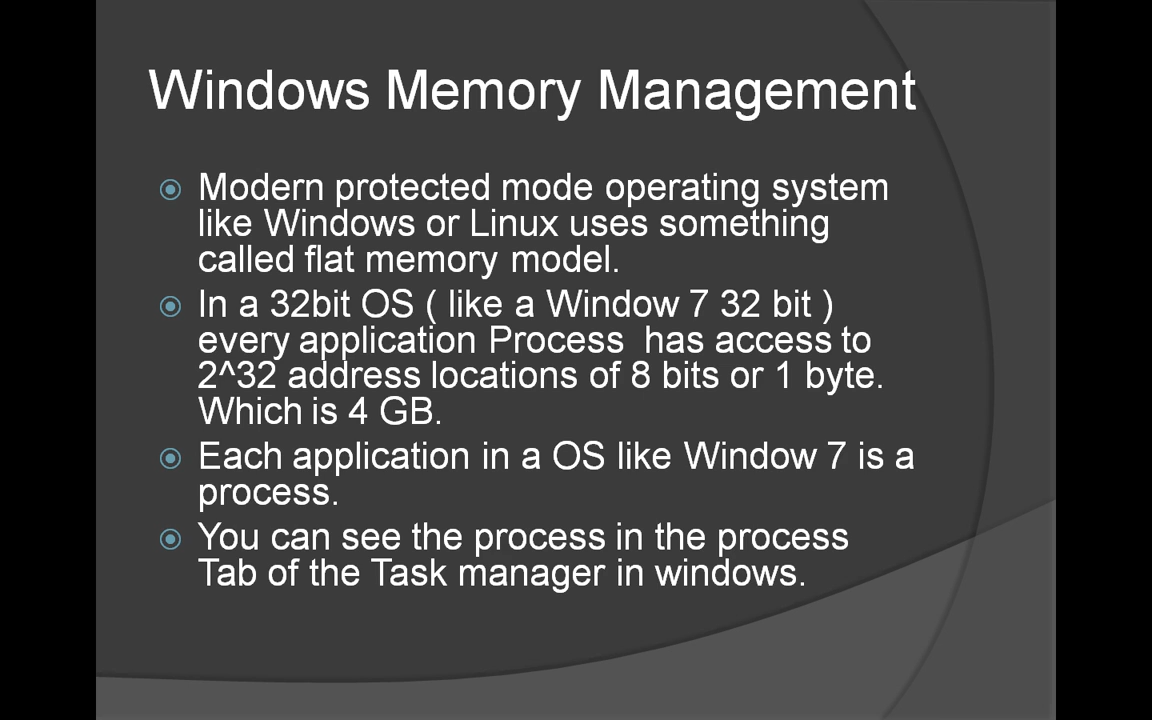 Windows Memory Management
Modern protected mode operating system
like Windows or Linux uses something
called flat memory model.
In a 32bit OS ( like a Window 7 32 bit )
every application Process  has access to
2^32 address locations of 8 bits or 1 byte.
Which is 4 GB.
Each application in a OS like Window 7 is a
process.
You can see the process in the process
Tab of the Task manager in windows.